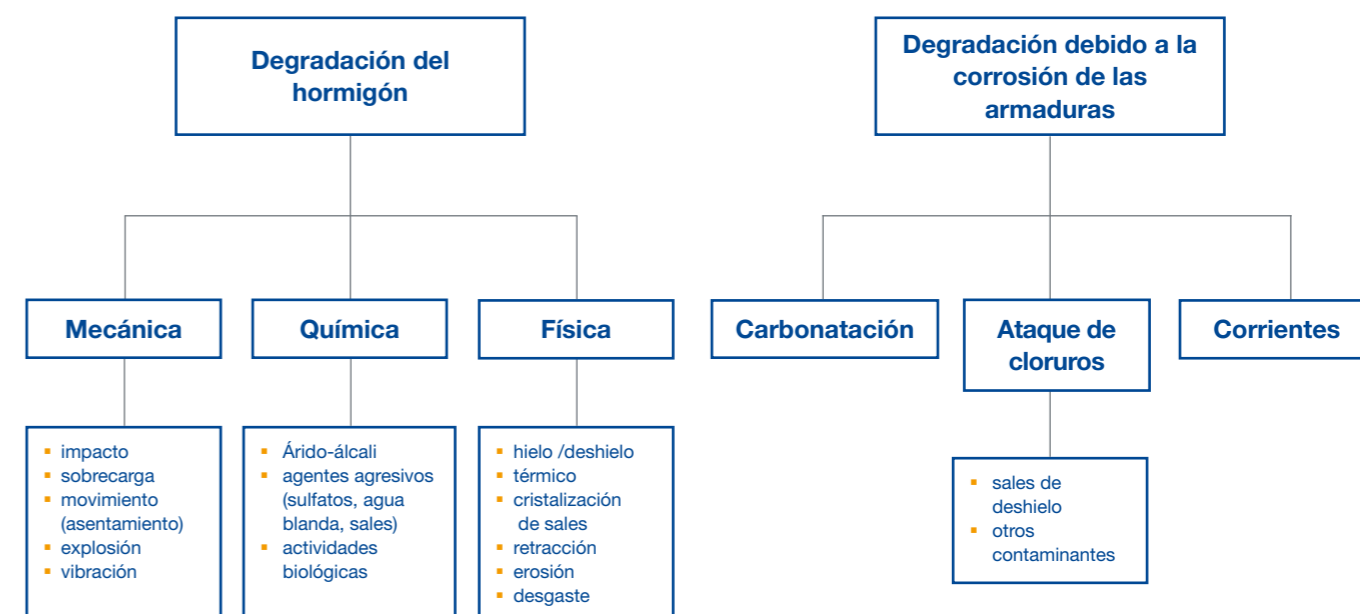 Degradación del
hormigón
Mecánica
Química
Física
impacto
sobrecarga
movimiento
(asentamiento)
explosión
vibración
Árido-álcali
agentes agresivos
(sulfatos, agua
blanda, sales)
actividades
biológicas
hielo /deshielo
térmico
cristalización
de sales
retracción
erosión
desgaste
Degradación debido a la
corrosión de las
armaduras
Carbonatación
Ataque de
cloruros
Corrientes
sales de
deshielo
otros
contaminantes